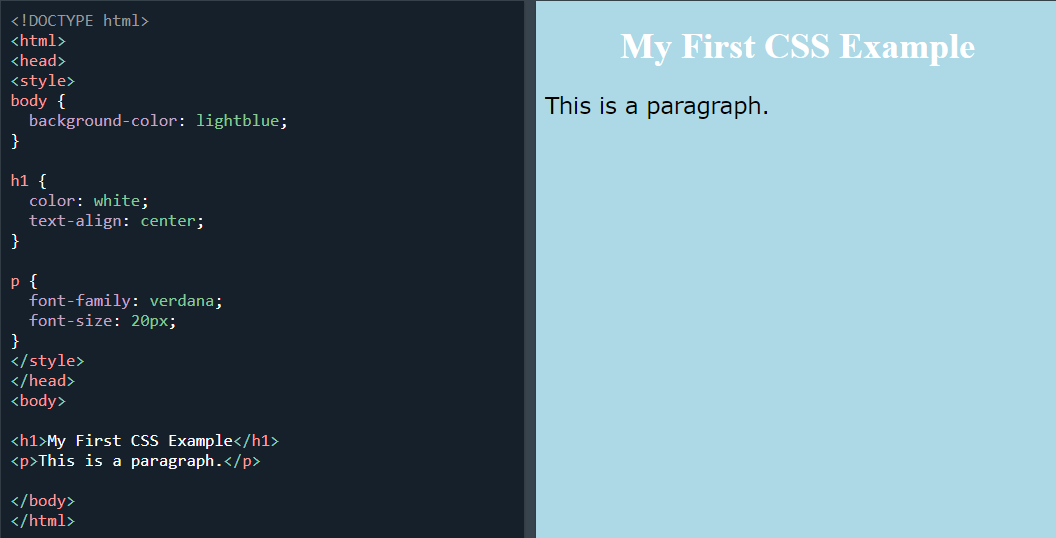 <!DOCTYPE html>
<html>
<head>
<style>
body {
  background-color: lightblue;
}

h1 {
  color: white;
  text-align: center;
}

p {
  font-family: verdana;
  font-size: 20px;
}
</style>
</head>
<body>

<h1>My First CSS Example</h1>
<p>This is a paragraph.</p>

</body>
</html>
My First CSS Example
This is a paragraph.